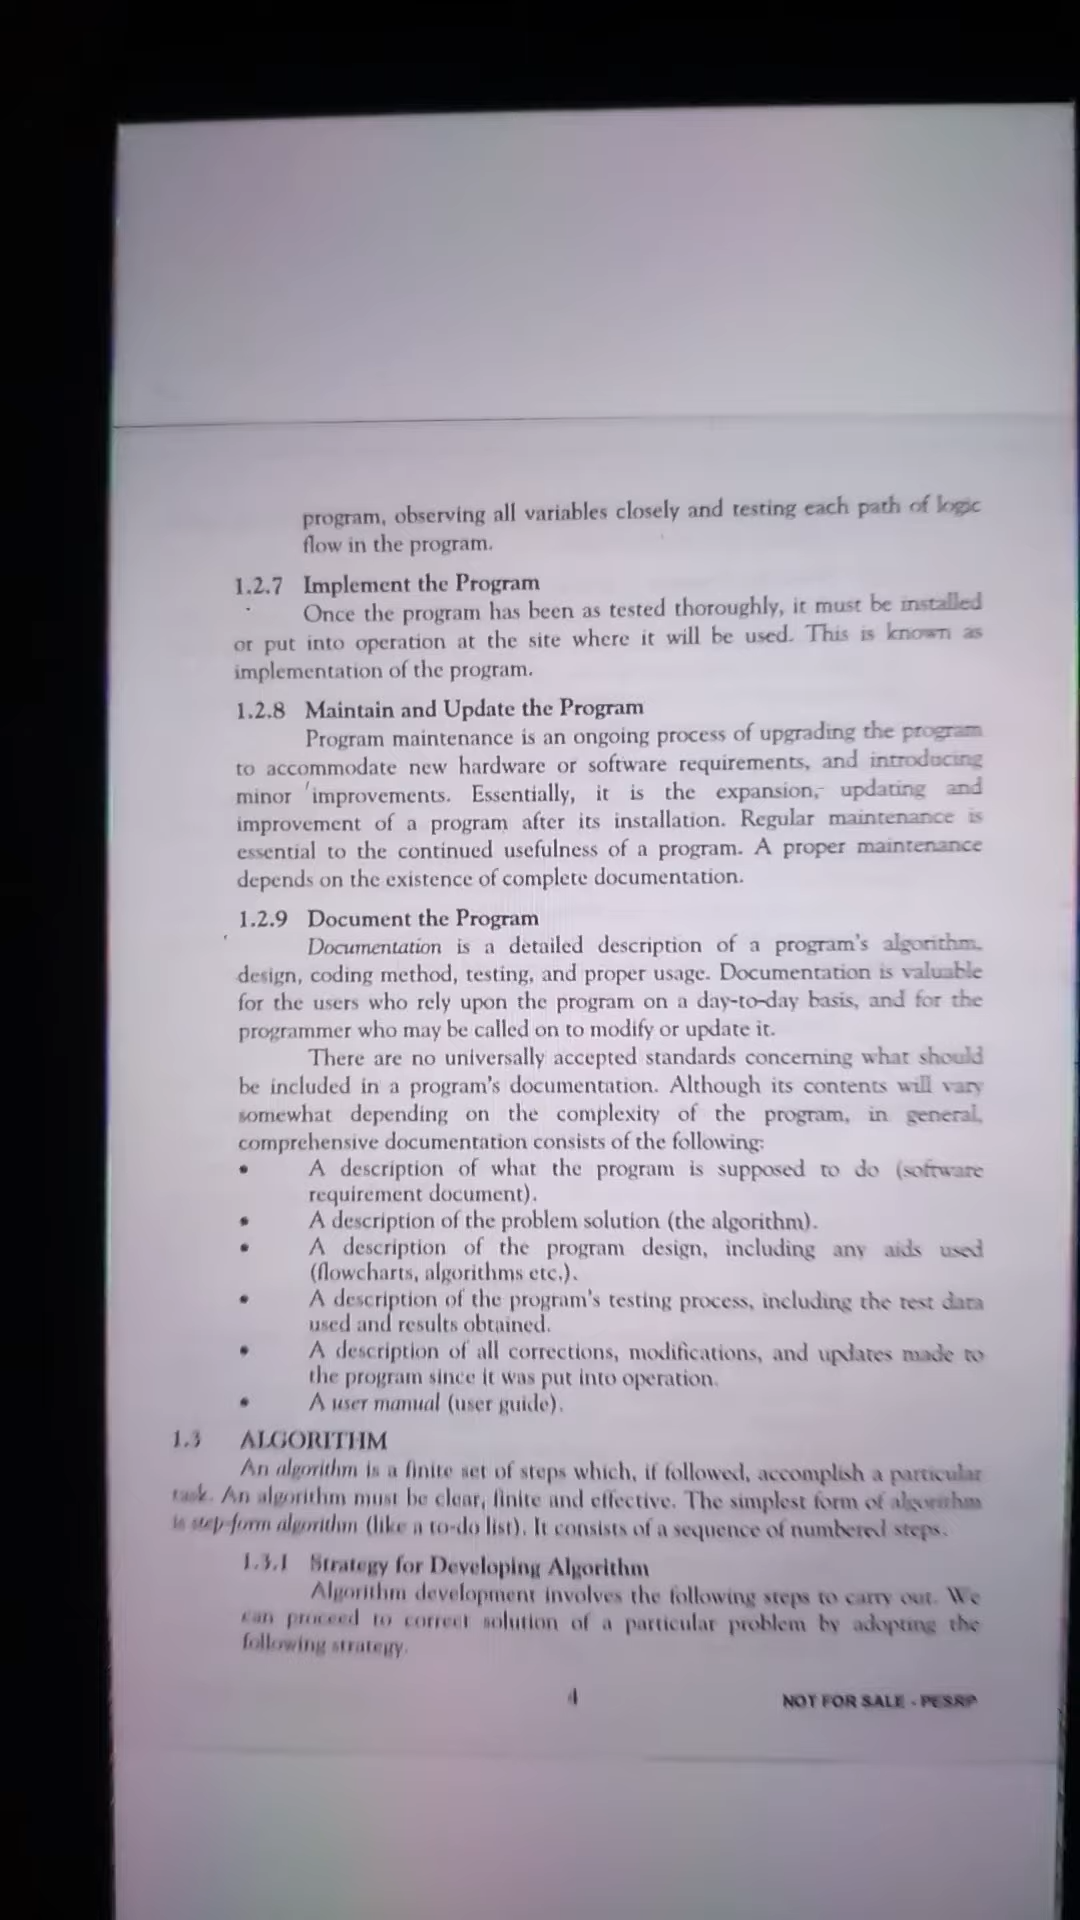 program, observing all variables closely and testing each path of logic
flow in the program.
1.2.7 Implement the Program
Once the program has been as tested thoroughly, it must be installed
or put into operation at the site where it will be used. This is known as
implementation of the program.
1.2.8 Maintain and Update the Program
Program maintenance is an ongoing process of upgrading the program
to accommodate new hardware or software requirements, and introducing
minor improvements. Essentially, it is the expansion, updating and
improvement of a program after its installation. Regular maintenance is
essential to the continued usefulness of a program. A proper maintenance
depends on the existence of complete documentation.
1.2.9 Document the Program
Documentation is a detailed description of a program's algorithm,
design, coding method, testing, and proper usage. Documentation is valuable
for the users who rely upon the program on a day-to-day basis, and for the
programmer who may be called on to modify or update it.
There are no universally accepted standards concerning what should
be included in a program's documentation. Although its contents will vary
somewhat depending on the complexity of the program, in general,
comprehensive documentation consists of the following:
• A description of what the program is supposed to do (software
requirement document).
• A description of the problem solution (the algorithm).
• A description of the program design, including any aids used
(flowcharts, algorithms etc.).
• A description of the program's testing process, including the test data
used and results obtained.
• A description of all corrections, modifications, and updates made to
the program since it was put into operation.
• A user manual (user guide).
1.3 ALGORITHM
An algorithm is a finite set of steps which, if followed, accomplish a particular
task. An algorithm must be clear, finite and effective. The simplest form of algorithm
is step-form algorithm (like a to-do list). It consists of a sequence of numbered steps.
1.3.1 Strategy for Developing Algorithm
Algorithm development involves the following steps to carry out. We
can proceed to correct solution of a particular problem by adopting the
following strategy.
4 NOT FOR SALE - PESRP